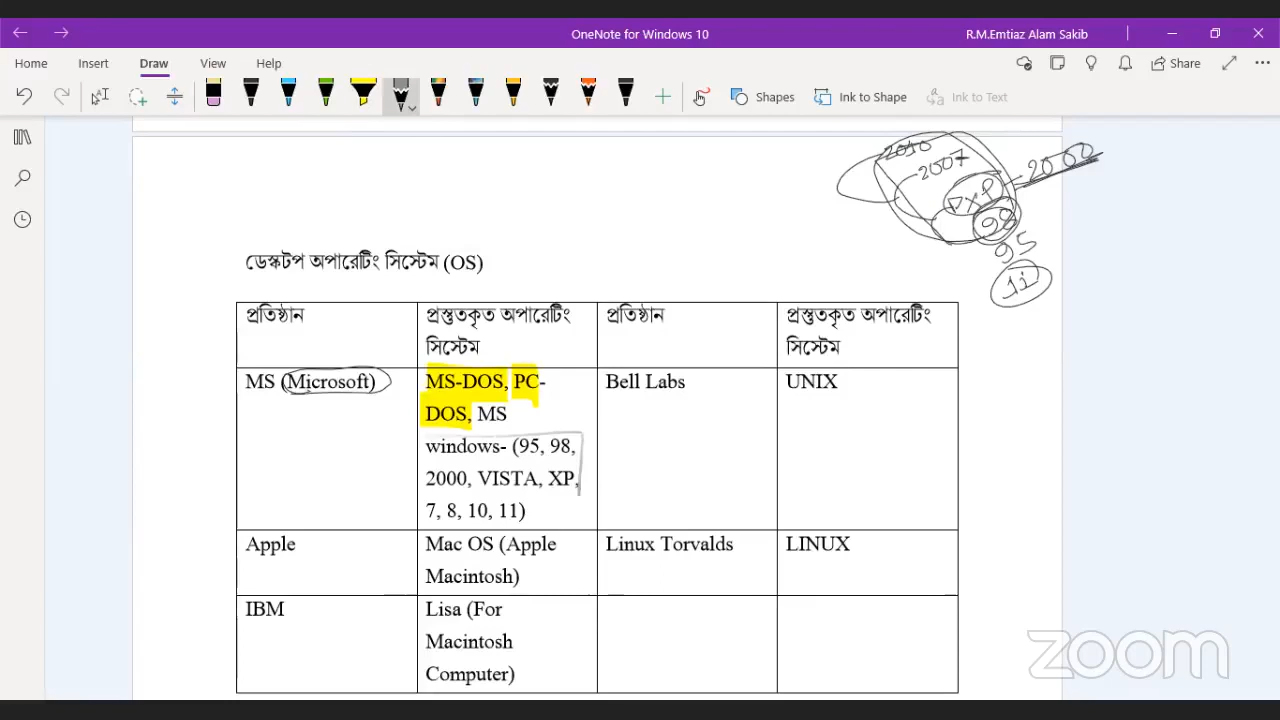 OneNote for Windows 10
R.M.Emtiaz Alam Sakib
Home Insert Draw View Help
Share
Shapes
Ink to Shape
Ink to Text
2010
2007
2000
XP
98
95
ডেস্কটপ অপারেটিং সিস্টেম (OS)
প্রতিষ্ঠান
প্রস্তুতকৃত অপারেটিং
সিস্টেম
প্রতিষ্ঠান
প্রস্তুতকৃত অপারেটিং
সিস্টেম
MS (Microsoft)
MS-DOS, PC-
DOS, MS
windows- (95, 98,
2000, VISTA, XP,
7, 8, 10, 11)
Bell Labs
UNIX
Apple
Mac OS (Apple
Macintosh)
Linux Torvalds
LINUX
IBM
Lisa (For
Macintosh
Computer)
zoom